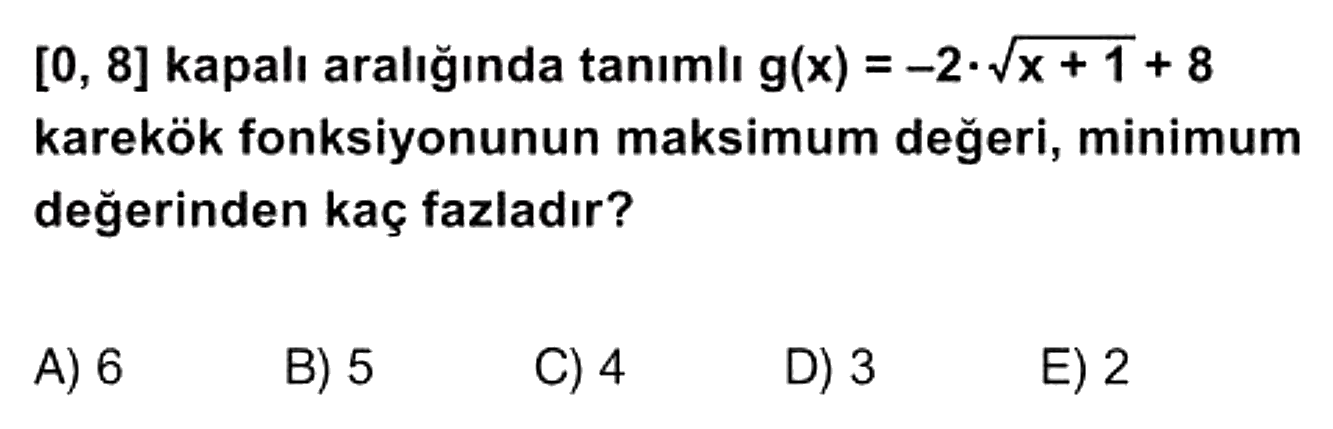 [0, 8] kapalı aralığında tanımlı g(x) = –2·√x + 1 + 8
karekök fonksiyonunun maksimum değeri, minimum
değerinden kaç fazladır?
A) 6 B) 5 C) 4 D) 3 E) 2